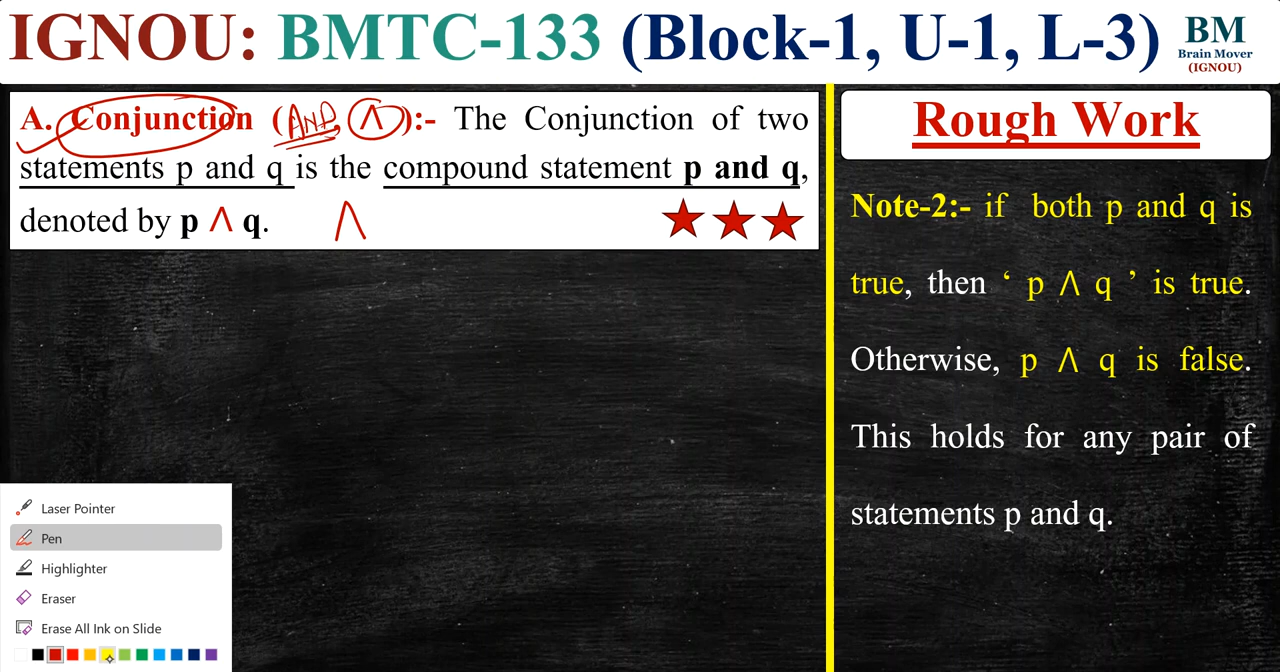 IGNOU: BMTC-133 (Block-1, U-1, L-3)
BM
Brain Mover
(IGNOU)
A. Conjunction (AND, ∧):- The Conjunction of two
statements p and q is the compound statement p and q,
denoted by p ∧ q. ∧
Rough Work
Note-2:- if both p and q is
true, then ‘ p ∧ q ’ is true.
Otherwise, p ∧ q is false.
This holds for any pair of
statements p and q.
Laser Pointer
Pen
Highlighter
Eraser
Erase All Ink on Slide